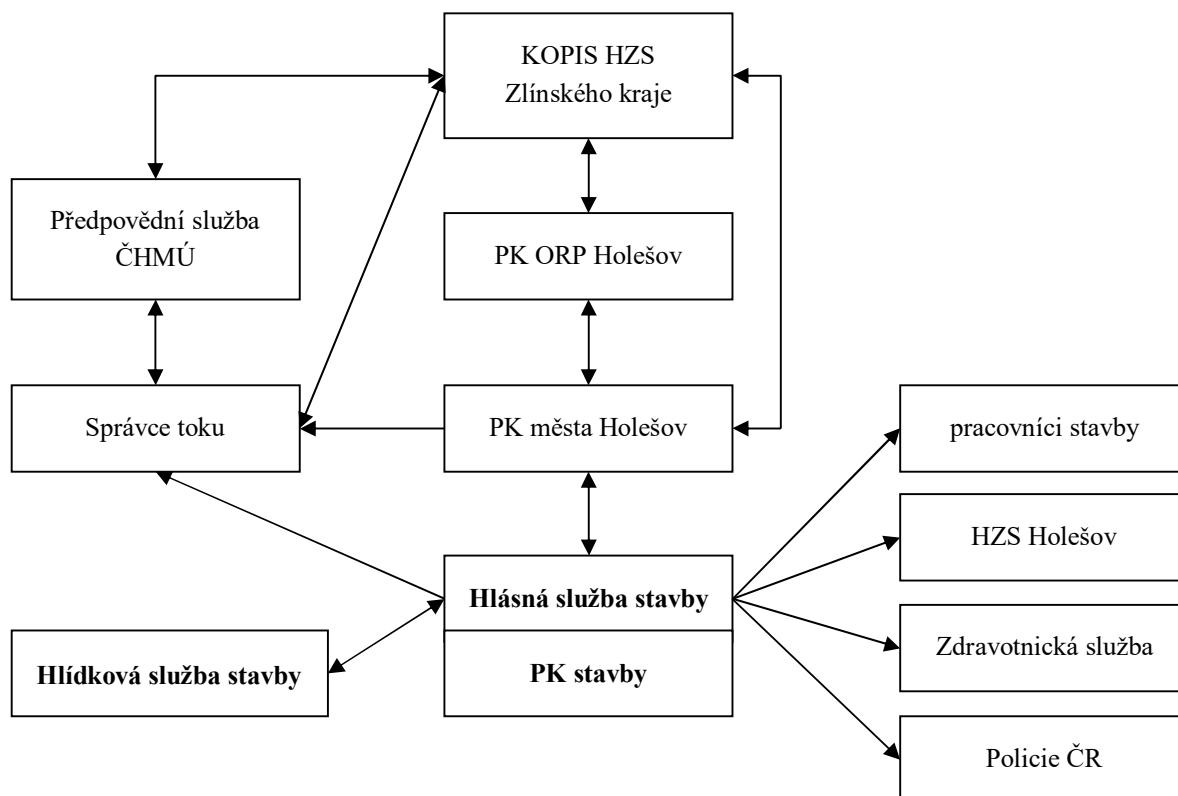 KOPIS HZS
Zlínského kraje
Předpovědní služba
ČHMÚ
PK ORP Holešov
Správce toku
PK města Holešov
pracovníci stavby
HZS Holešov
Hlásná služba stavby
Zdravotnická služba
Hlídková služba stavby
PK stavby
Policie ČR